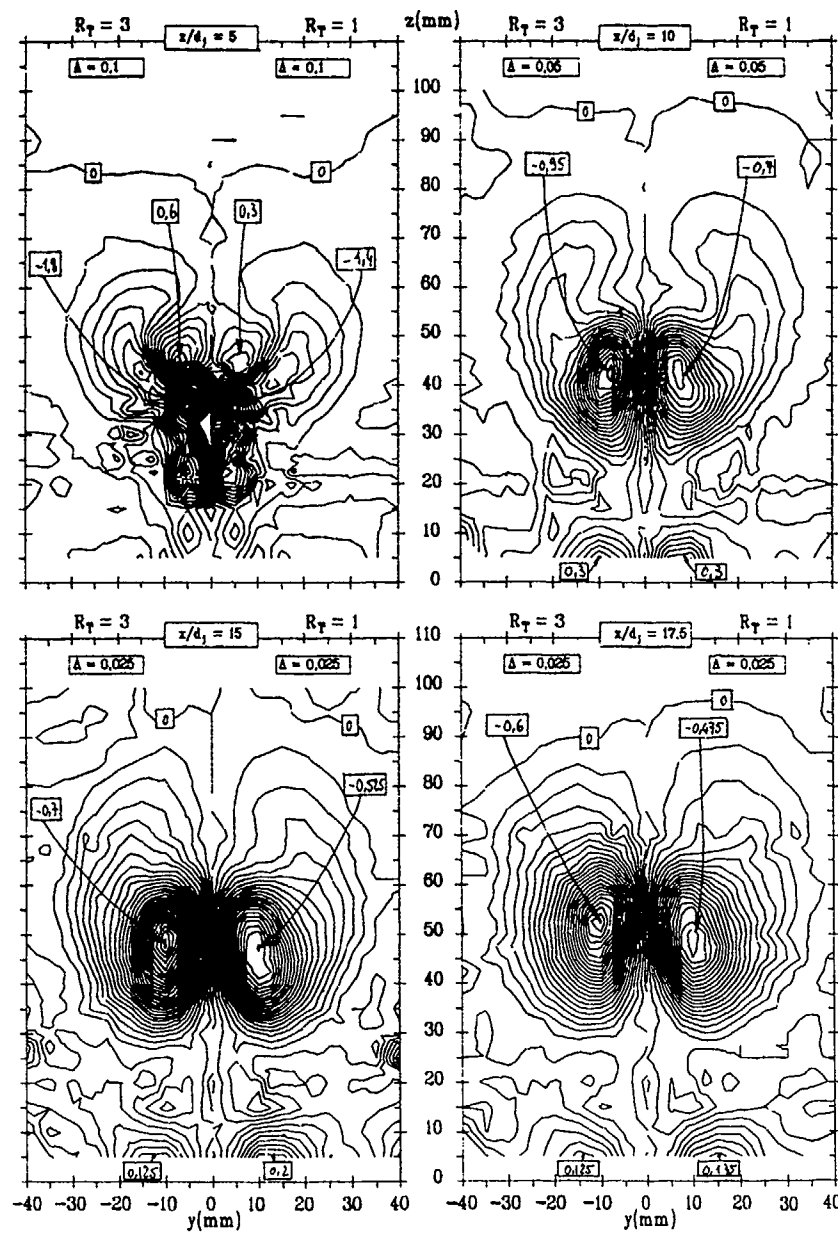 R_T = 3 z/d_j = 5 R_T = 1 z(mm) R_T = 3 z/d_j = 10 R_T = 1
Δ = 0,1 Δ = 0,1 Δ = 0,05 Δ = 0,05
110
100
90
80
70
60
50
40
30
20
10
0
0 0 0 0
0,6 0,3 -0,95 -0,7
-1,8 -1,4
0,3 0,3
R_T = 3 z/d_j = 15 R_T = 1 R_T = 3 z/d_j = 17.5 R_T = 1
Δ = 0,025 Δ = 0,025 Δ = 0,025 Δ = 0,025
110
100
90
80
70
60
50
40
30
20
10
0
0 0 0 0
-0,7 -0,525 -0,6 -0,475
0,125 0,2 0,125 0,175
-40 -30 -20 -10 0 10 20 30 40 -40 -30 -20 -10 0 10 20 30 40
y(mm) y(mm)